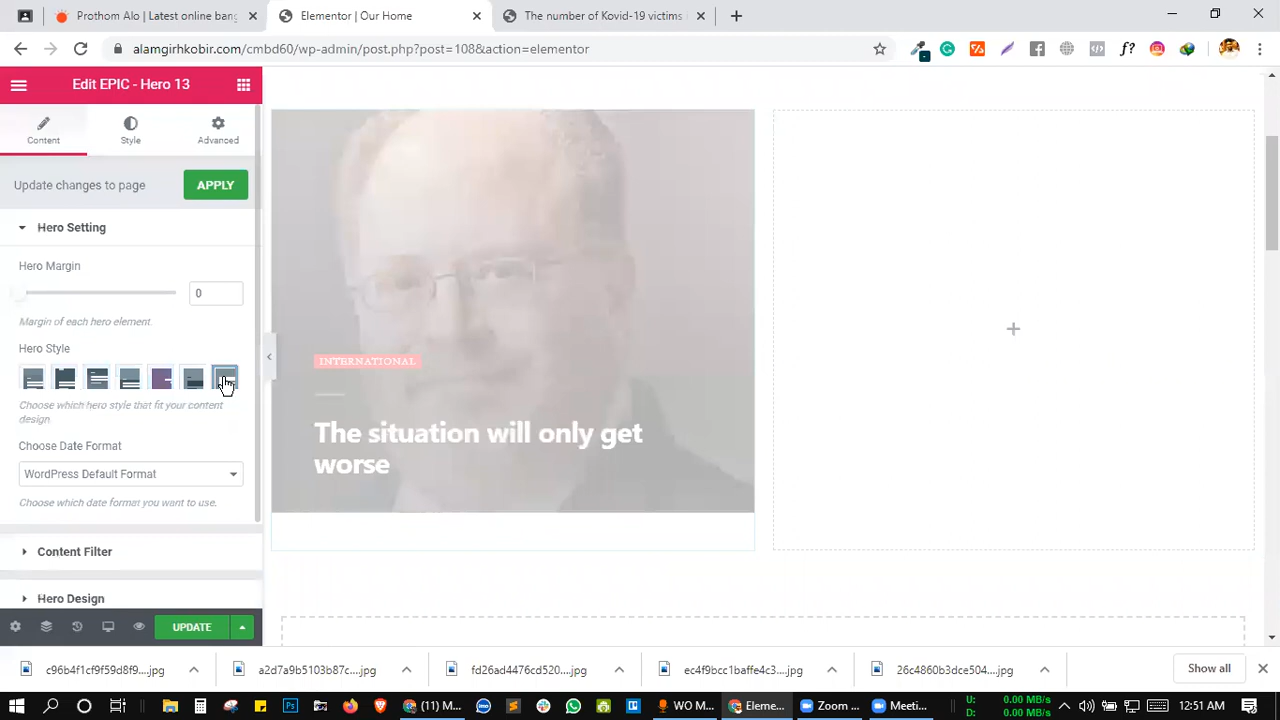 Prothom Alo | Latest online bang
Elementor | Our Home
The number of Kovid-19 victims
alamgirhkobir.com/cmbd60/wp-admin/post.php?post=108&action=elementor
Edit EPIC - Hero 13
Content
Style
Advanced
Update changes to page
APPLY
Hero Setting
Hero Margin
0
Margin of each hero element.
Hero Style
Choose which hero style that fit your content
design
Choose Date Format
WordPress Default Format
Choose which date format you want to use.
Content Filter
Hero Design
UPDATE
INTERNATIONAL
The situation will only get
worse
c96b4f1cf9f59d8f9....jpg
a2d7a9b5103b87c....jpg
fd26ad4476cd520....jpg
ec4f9bcc1baffe4c3....jpg
26c4860b3dce504....jpg
Show all
(11) M...
WO M...
Eleme...
Zoom ...
Meeti...
U: 0.00 MB/s
D: 0.00 MB/s
12:51 AM